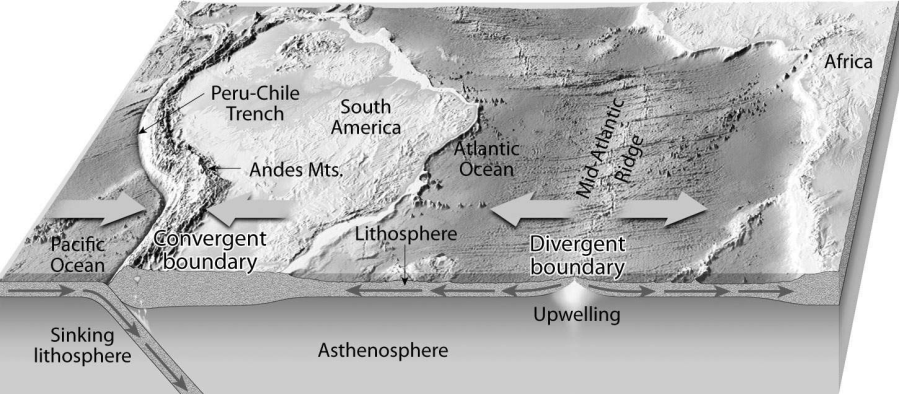 Africa
Peru-Chile
Trench
South
America
Mid-Atlantic
Ridge
Atlantic
Ocean
Andes Mts.
Pacific
Ocean
Convergent
boundary
Lithosphere
Divergent
boundary
Upwelling
Sinking
lithosphere
Asthenosphere